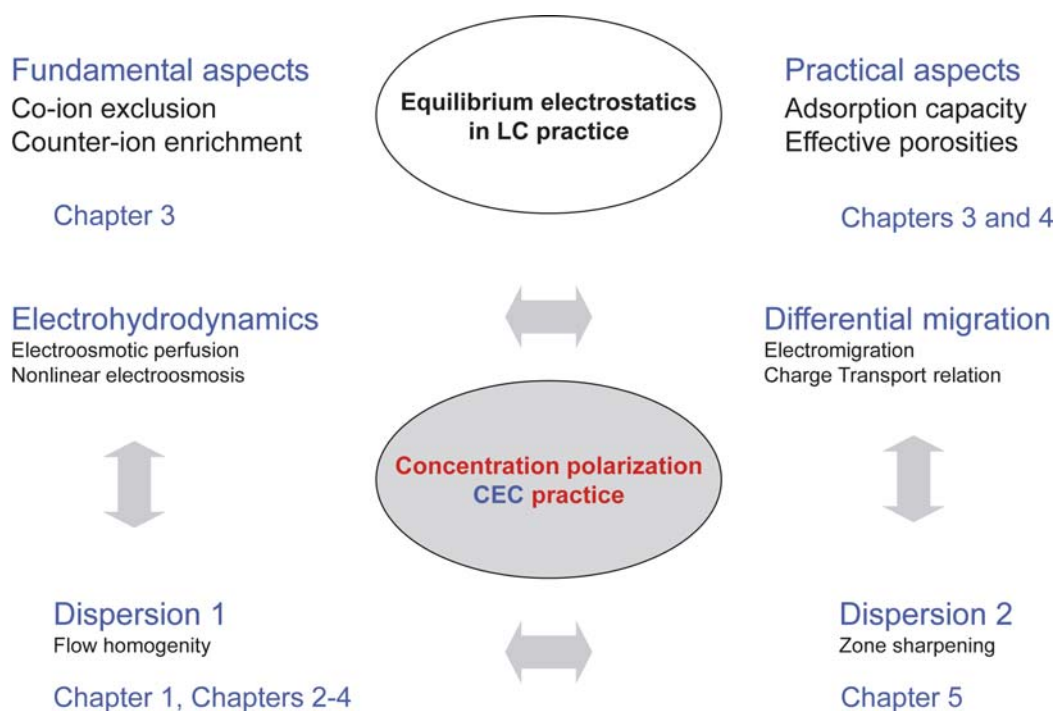 Fundamental aspects
Co-ion exclusion
Counter-ion enrichment
Chapter 3
Equilibrium electrostatics
in LC practice
Practical aspects
Adsorption capacity
Effective porosities
Chapters 3 and 4
Electrohydrodynamics
Electroosmotic perfusion
Nonlinear electroosmosis
Differential migration
Electromigration
Charge Transport relation
Concentration polarization
CEC practice
Dispersion 1
Flow homogenity
Chapter 1, Chapters 2-4
Dispersion 2
Zone sharpening
Chapter 5